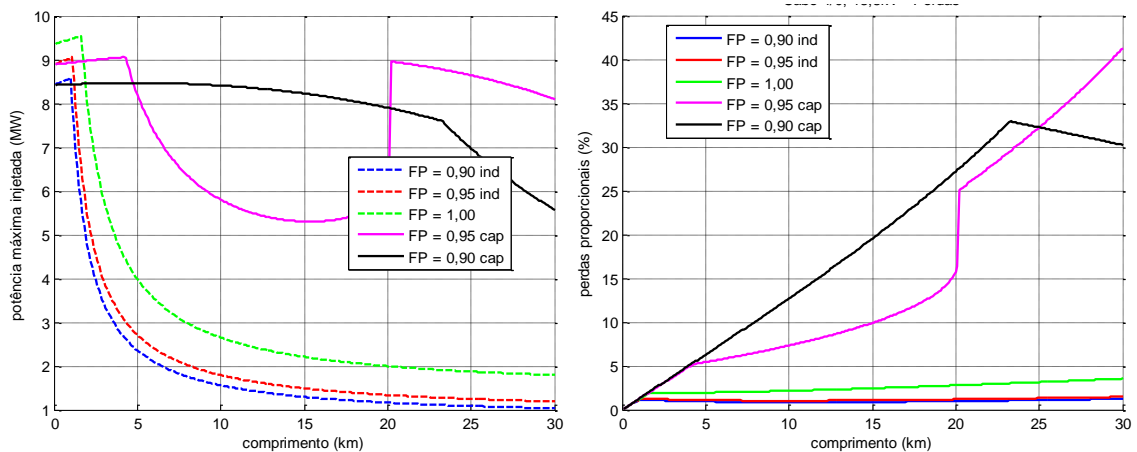 10
9
8
7
6
5
4
3
2
1
0
5
10
15
20
25
30
potência máxima injetada (MW)
comprimento (km)
FP = 0,90 ind
FP = 0,95 ind
FP = 1,00
FP = 0,95 cap
FP = 0,90 cap
45
40
35
30
25
20
15
10
5
0
0
5
10
15
20
25
30
perdas proporcionais (%)
comprimento (km)
FP = 0,90 ind
FP = 0,95 ind
FP = 1,00
FP = 0,95 cap
FP = 0,90 cap